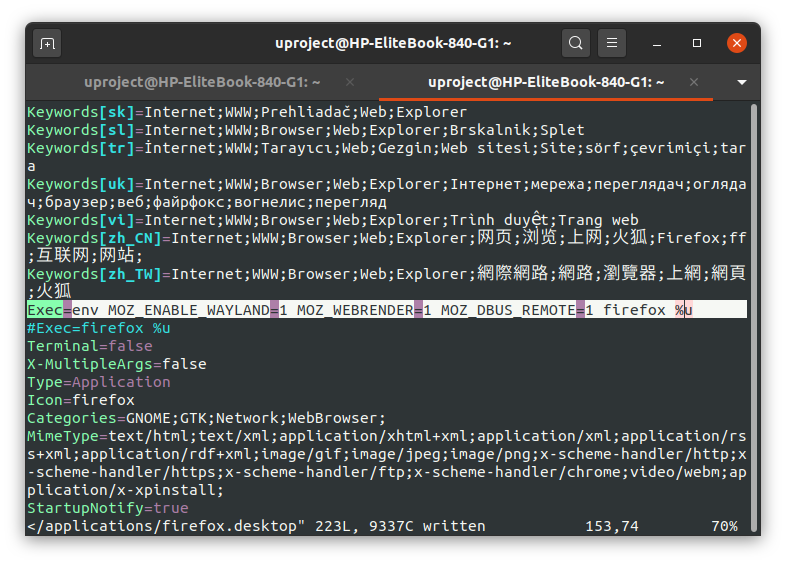 uproject@HP-EliteBook-840-G1: ~
uproject@HP-EliteBook-840-G1: ~
uproject@HP-EliteBook-840-G1: ~
Keywords[sk]=Internet;WWW;Prehliadač;Web;Explorer
Keywords[sl]=Internet;WWW;Browser;Web;Explorer;Brskalnik;Splet
Keywords[tr]=İnternet;WWW;Tarayıcı;Web;Gezgin;Web sitesi;Site;sörf;çevrimiçi;tar
a
Keywords[uk]=Internet;WWW;Browser;Web;Explorer;Інтернет;мережа;переглядач;огляда
ч;браузер;веб;файрфокс;вогнелис;перегляд
Keywords[vi]=Internet;WWW;Browser;Web;Explorer;Trình duyệt;Trang web
Keywords[zh_CN]=Internet;WWW;Browser;Web;Explorer;网页;浏览;上网;火狐;Firefox;ff
;互联网;网站;
Keywords[zh_TW]=Internet;WWW;Browser;Web;Explorer;網際網路;網路;瀏覽器;上網;網頁
;火狐
Exec=env MOZ_ENABLE_WAYLAND=1 MOZ_WEBRENDER=1 MOZ_DBUS_REMOTE=1 firefox %u
#Exec=firefox %u
Terminal=false
X-MultipleArgs=false
Type=Application
Icon=firefox
Categories=GNOME;GTK;Network;WebBrowser;
MimeType=text/html;text/xml;application/xhtml+xml;application/xml;application/rs
s+xml;application/rdf+xml;image/gif;image/jpeg;image/png;x-scheme-handler/http;x
-scheme-handler/https;x-scheme-handler/ftp;x-scheme-handler/chrome;video/webm;ap
plication/x-xpinstall;
StartupNotify=true
</applications/firefox.desktop" 223L, 9337C written 153,74 70%